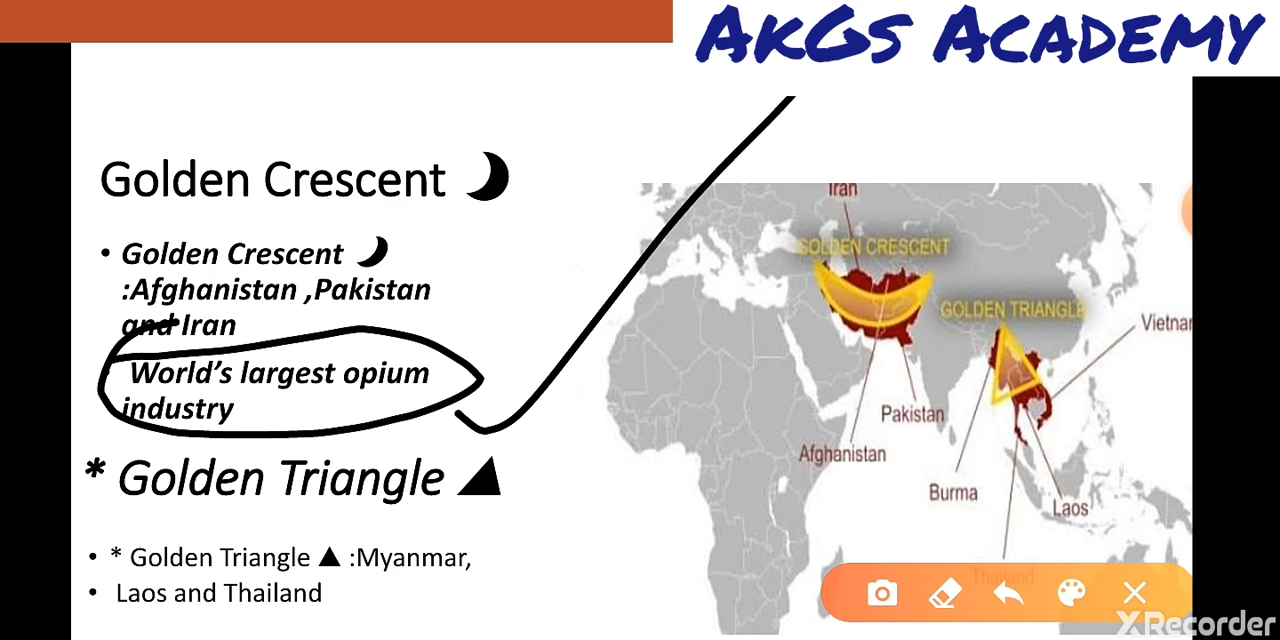 AkGs Academy
Golden Crescent
• Golden Crescent
:Afghanistan ,Pakistan
and Iran
World's largest opium
industry
* Golden Triangle
• * Golden Triangle :Myanmar,
• Laos and Thailand
Iran
GOLDEN CRESCENT
GOLDEN TRIANGLE
Vietnar
Pakistan
Afghanistan
Burma
Laos
Thailand
XRecorder